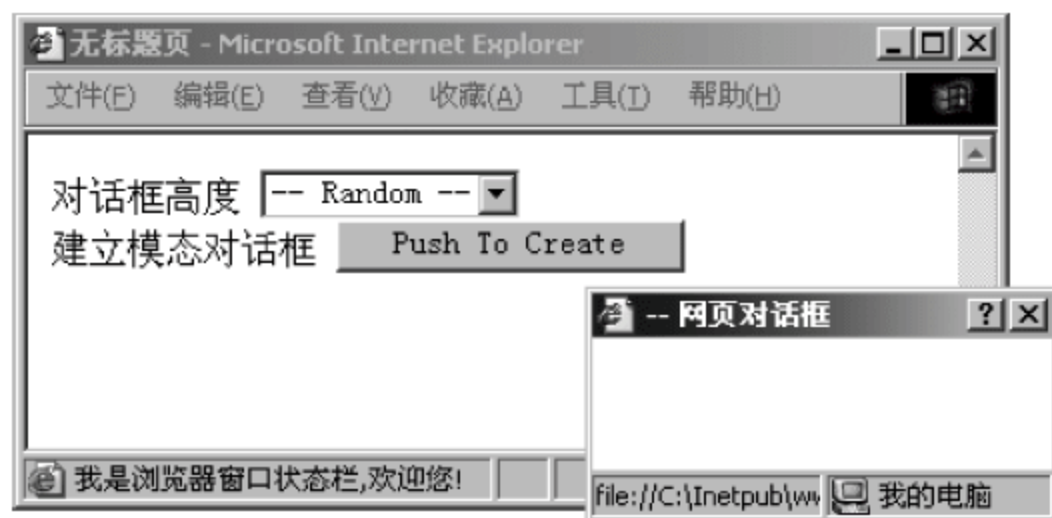 无标题页 - Microsoft Internet Explorer
文件(F) 编辑(E) 查看(V) 收藏(A) 工具(T) 帮助(H)
对话框高度 -- Random --
建立模态对话框 Push To Create
-- 网页对话框
我是浏览器窗口状态栏,欢迎您!
file://C:\Inetpub\ww 我的电脑